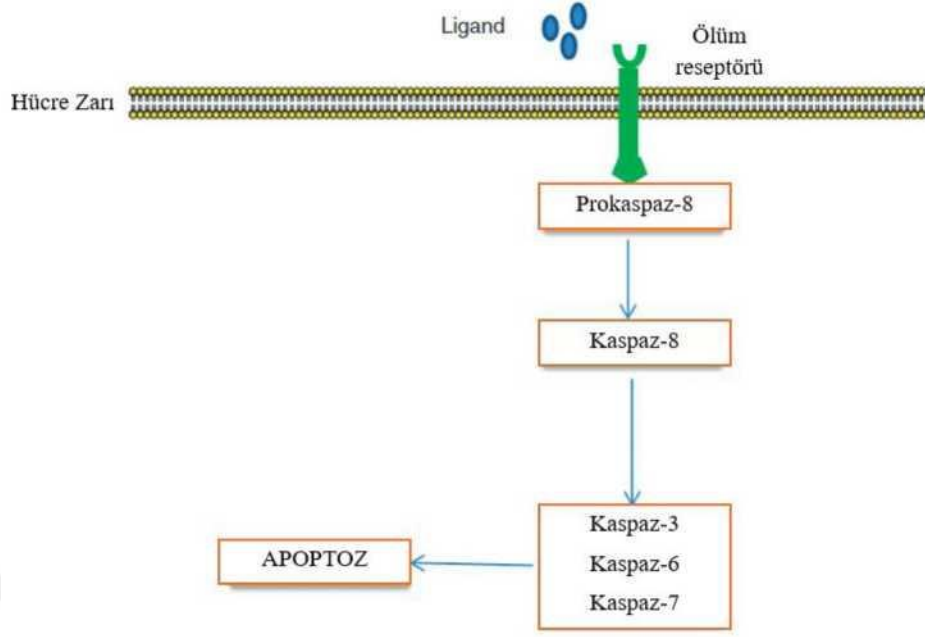 Ligand
Ölüm
reseptörü
Hücre Zarı
Prokaspaz-8
Kaspaz-8
Kaspaz-3
Kaspaz-6
Kaspaz-7
APOPTOZ